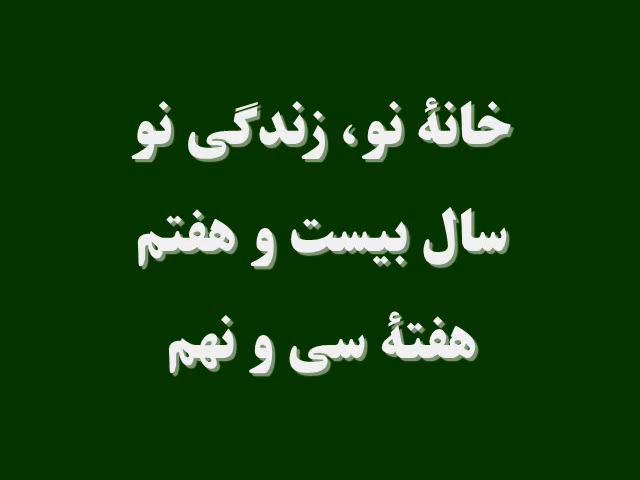 خانهٔ نو، زندگی نو
سال بیست و هفتم
هفتهٔ سی و نهم